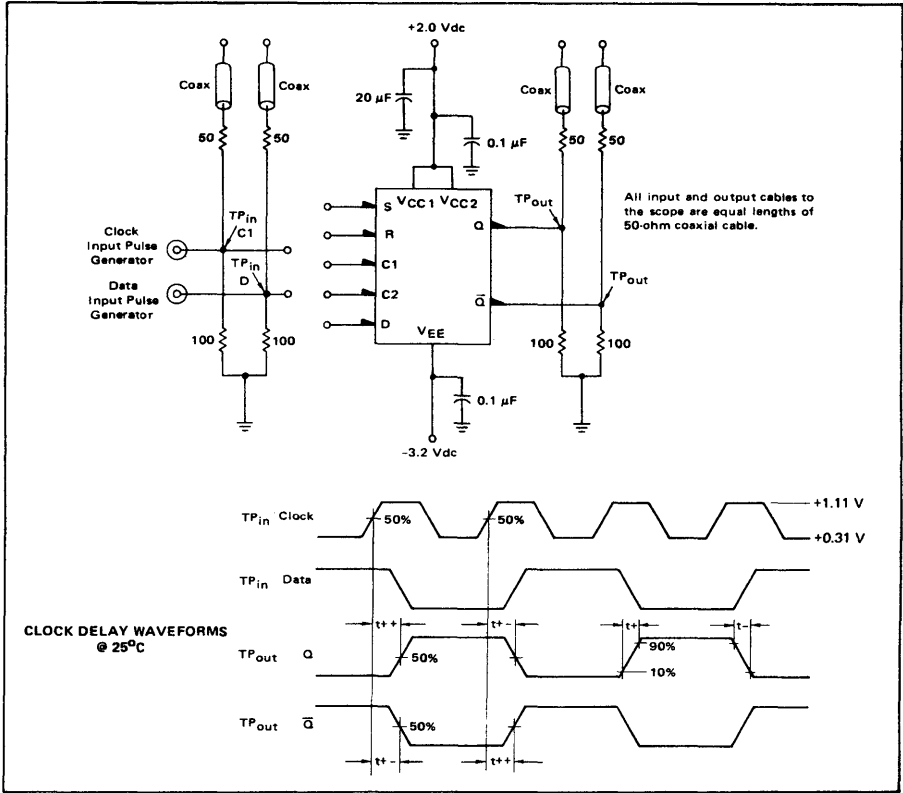 +2.0 Vdc
Coax
Coax
20 µF
Coax
Coax
50
50
0.1 µF
50
50
VCC1 VCC2
S
R
C1
C2
D
Q
Q̅
VEE
TPout
TPout
All input and output cables to
the scope are equal lengths of
50-ohm coaxial cable.
TPin
C1
Clock
Input Pulse
Generator
TPin
D
Data
Input Pulse
Generator
100
100
100
100
0.1 µF
-3.2 Vdc
TPin Clock
50%
50%
+1.11 V
+0.31 V
TPin Data
CLOCK DELAY WAVEFORMS
@ 25°C
t++
t+-
t+
t-
TPout Q
50%
90%
10%
TPout Q̅
50%
t+-
t++